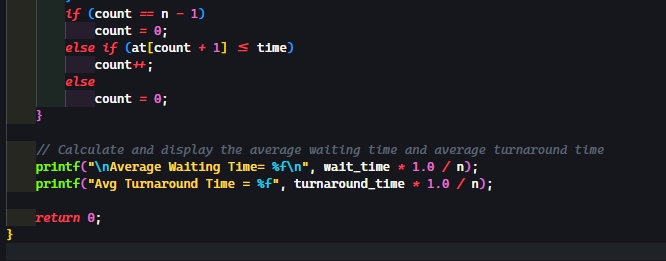 if (count == n - 1)
count = 0;
else if (at[count + 1] <= time)
count++;
else
count = 0;
}
// Calculate and display the average waiting time and average turnaround time
printf("\nAverage Waiting Time= %f\n", wait_time * 1.0 / n);
printf("Avg Turnaround Time = %f", turnaround_time * 1.0 / n);
return 0;
}